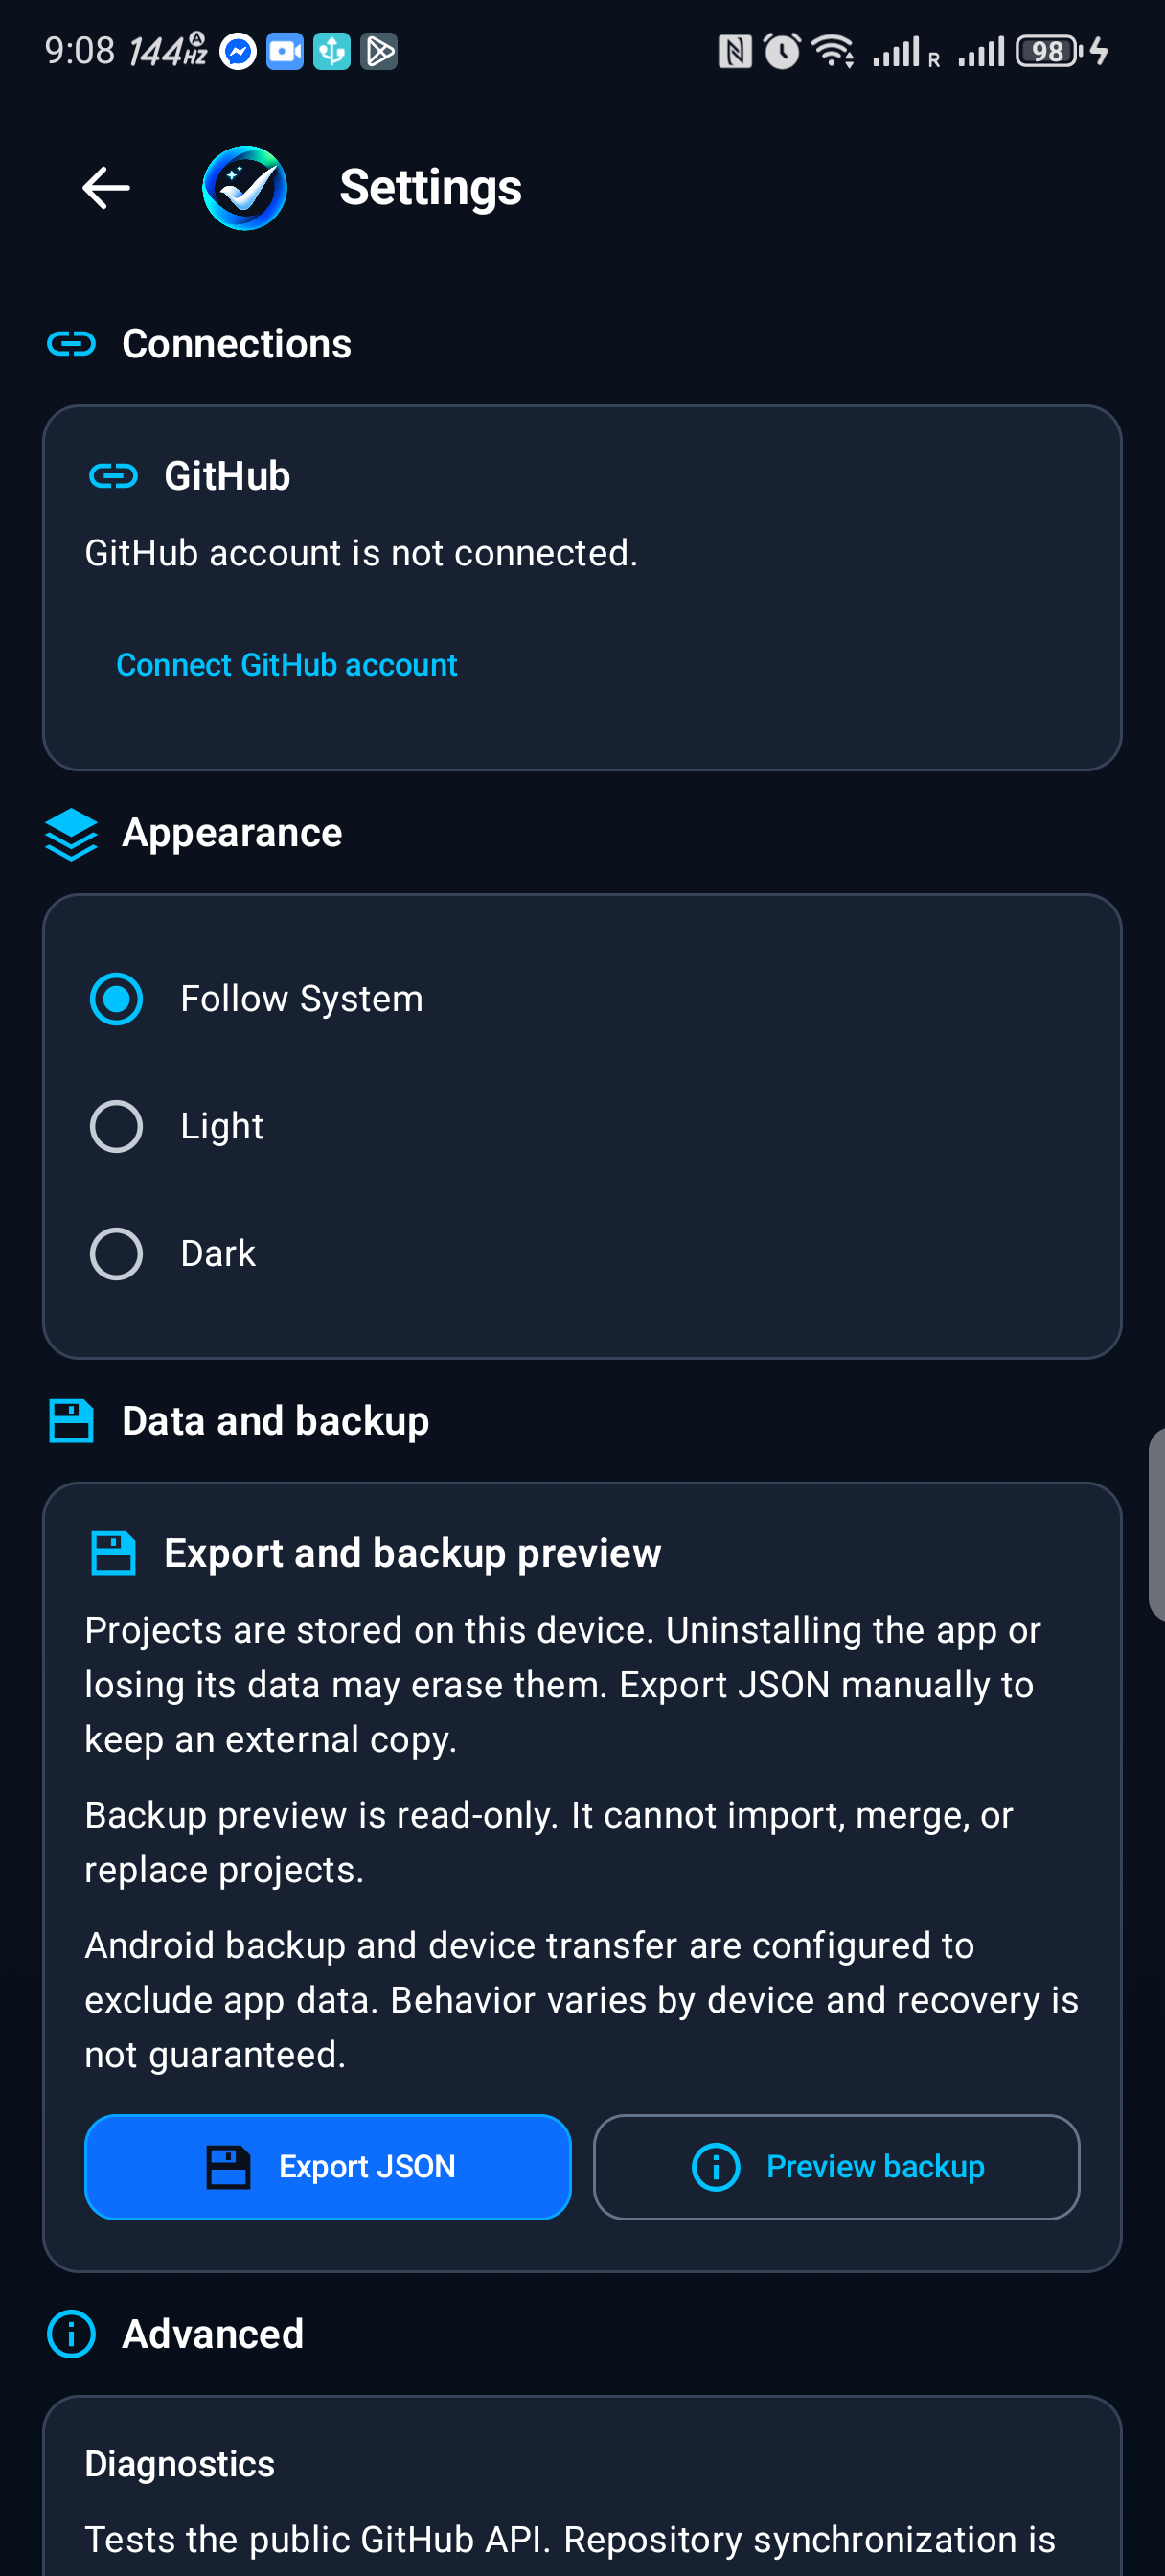 9:08 144HZ A R 98
Settings
Connections
GitHub
GitHub account is not connected.
Connect GitHub account
Appearance
Follow System
Light
Dark
Data and backup
Export and backup preview
Projects are stored on this device. Uninstalling the app or
losing its data may erase them. Export JSON manually to
keep an external copy.
Backup preview is read-only. It cannot import, merge, or
replace projects.
Android backup and device transfer are configured to
exclude app data. Behavior varies by device and recovery is
not guaranteed.
Export JSON Preview backup
Advanced
Diagnostics
Tests the public GitHub API. Repository synchronization is